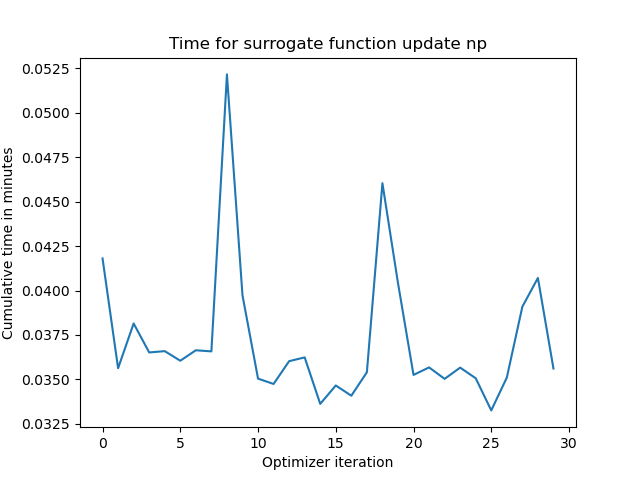 Time for surrogate function update np
Cumulative time in minutes
0.0525
0.0500
0.0475
0.0450
0.0425
0.0400
0.0375
0.0350
0.0325
0 5 10 15 20 25 30
Optimizer iteration